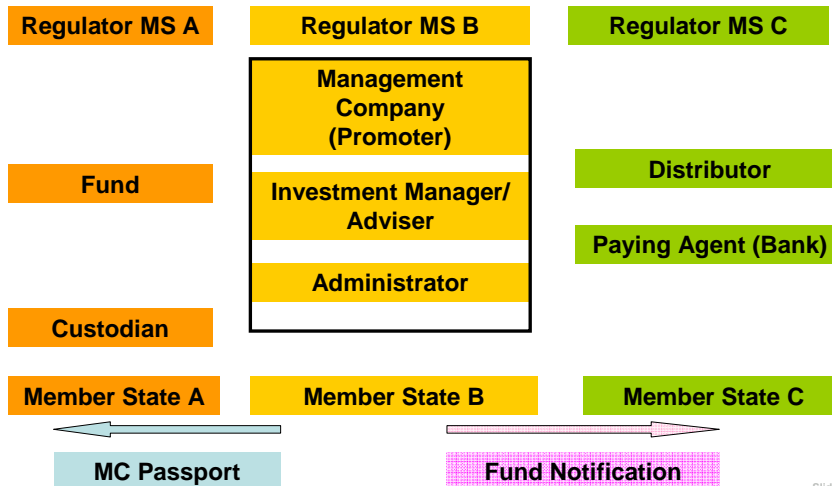 Regulator MS A
Regulator MS B
Regulator MS C
Management
Company
(Promoter)
Fund
Investment Manager/
Adviser
Distributor
Paying Agent (Bank)
Administrator
Custodian
Member State A
Member State B
Member State C
MC Passport
Fund Notification